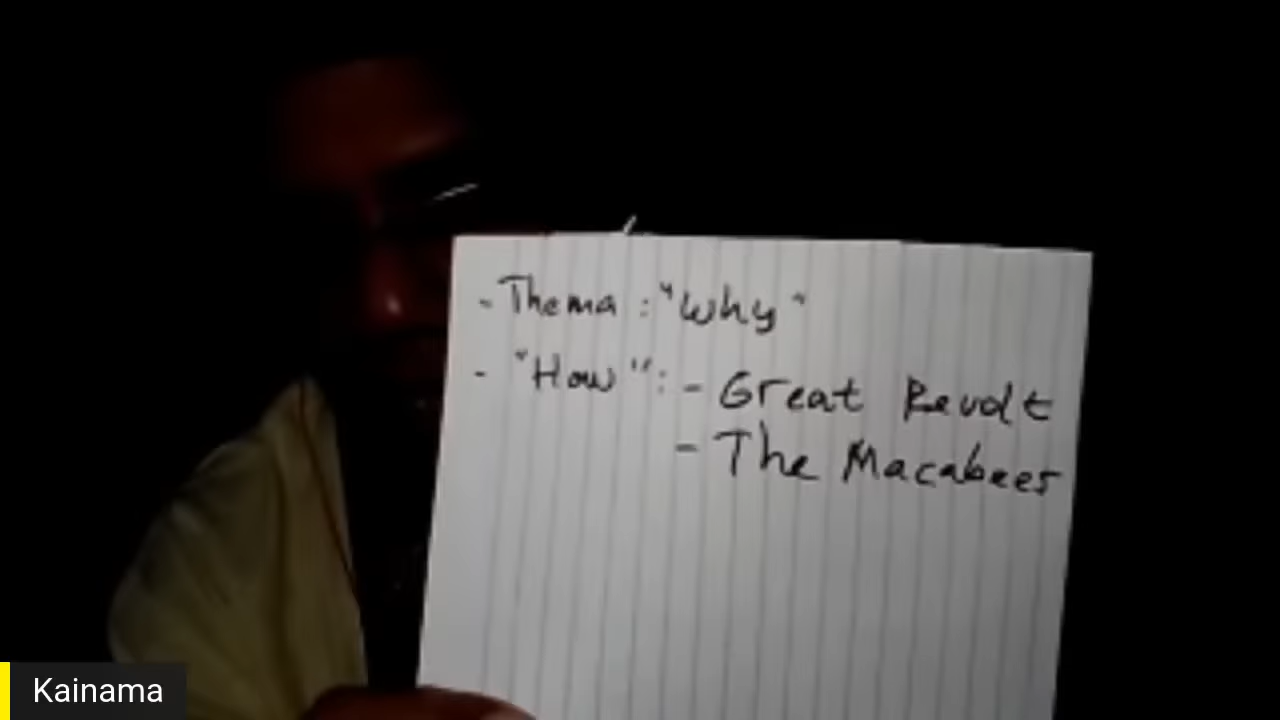 - Thema : "Why"
- "How" : - Great Revolt
- The Macabees
Kainama